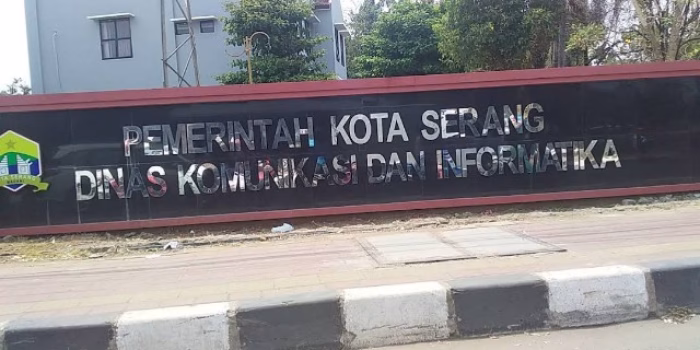 PEMERINTAH KOTA SERANG
DINAS KOMUNIKASI DAN INFORMATIKA